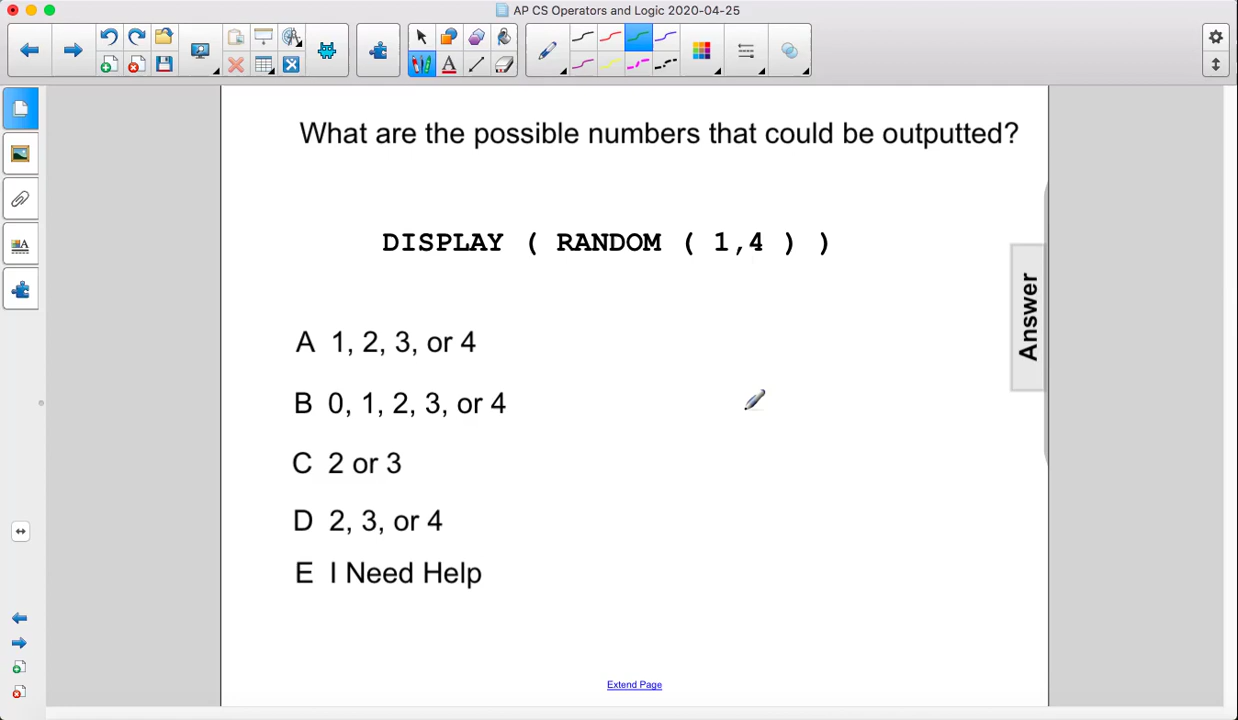 AP CS Operators and Logic 2020-04-25
What are the possible numbers that could be outputted?
DISPLAY ( RANDOM ( 1,4 ) )
Answer
A 1, 2, 3, or 4
B 0, 1, 2, 3, or 4
C 2 or 3
D 2, 3, or 4
E I Need Help
Extend Page